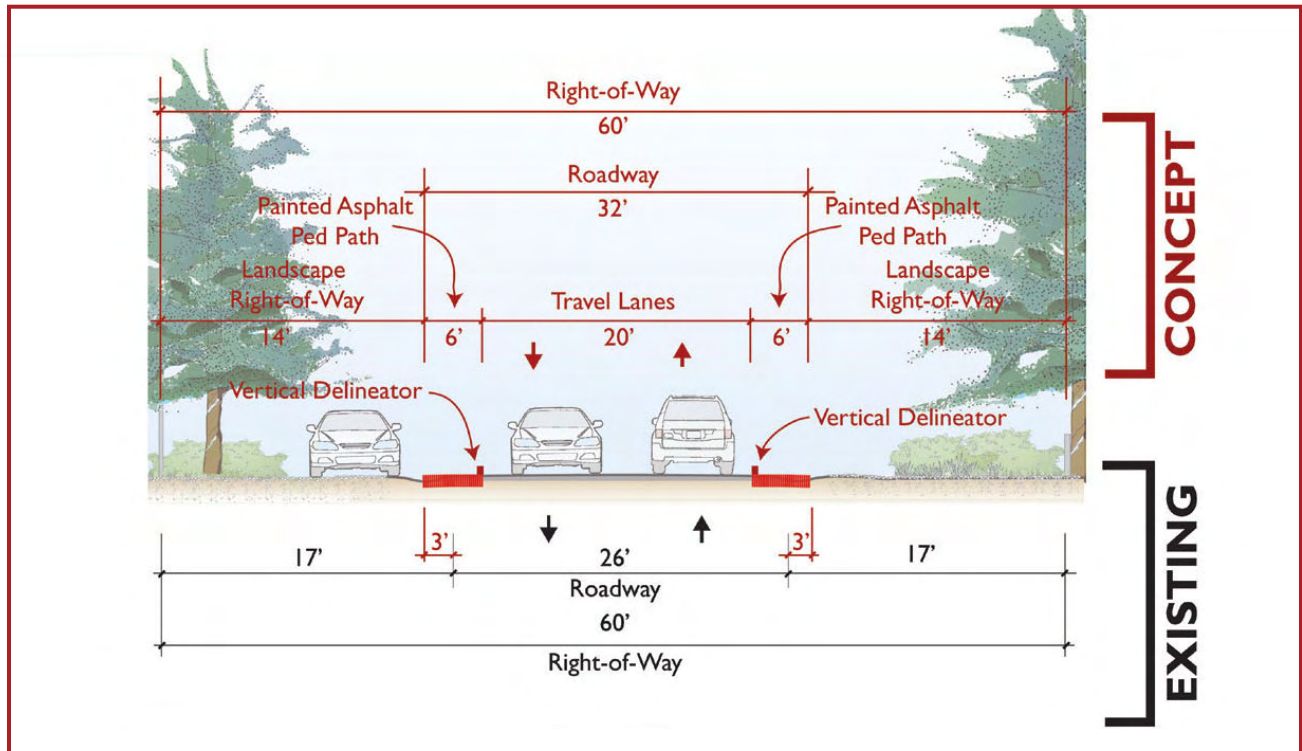 Right-of-Way
60’
Roadway
32’
Painted Asphalt
Ped Path
Painted Asphalt
Ped Path
Landscape
Right-of-Way
Travel Lanes
Landscape
Right-of-Way
14’
6’
20’
6’
14’
Vertical Delineator
Vertical Delineator
CONCEPT
17’
3’
26’
3’
17’
Roadway
60’
Right-of-Way
EXISTING